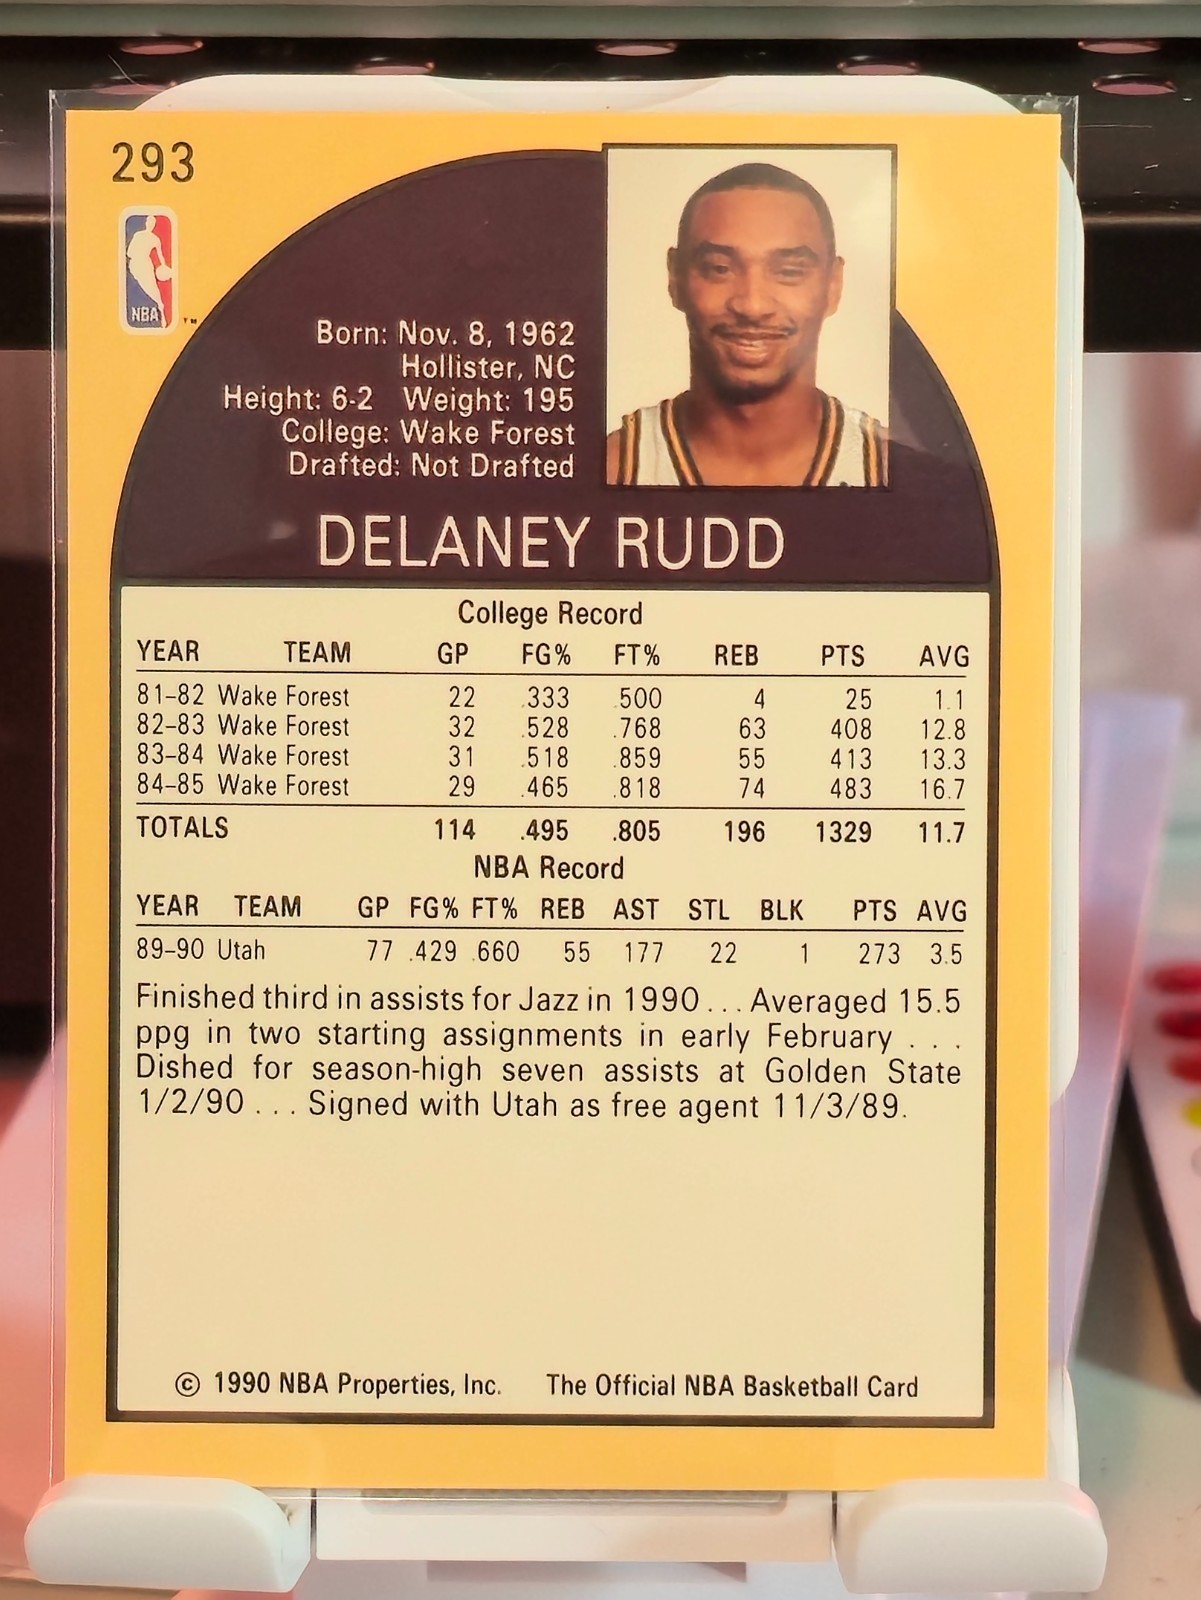 293
NBA
™
Born: Nov. 8, 1962
Hollister, NC
Height: 6-2 Weight: 195
College: Wake Forest
Drafted: Not Drafted
DELANEY RUDD
College Record
YEAR TEAM GP FG% FT% REB PTS AVG
81–82 Wake Forest 22 .333 .500 4 25 1.1
82–83 Wake Forest 32 .528 .768 63 408 12.8
83–84 Wake Forest 31 .518 .859 55 413 13.3
84–85 Wake Forest 29 .465 .818 74 483 16.7
TOTALS 114 .495 .805 196 1329 11.7
NBA Record
YEAR TEAM GP FG% FT% REB AST STL BLK PTS AVG
89–90 Utah 77 .429 .660 55 177 22 1 273 3.5
Finished third in assists for Jazz in 1990 . . . Averaged 15.5
ppg in two starting assignments in early February . . .
Dished for season-high seven assists at Golden State
1/2/90 . . . Signed with Utah as free agent 11/3/89.
© 1990 NBA Properties, Inc. The Official NBA Basketball Card